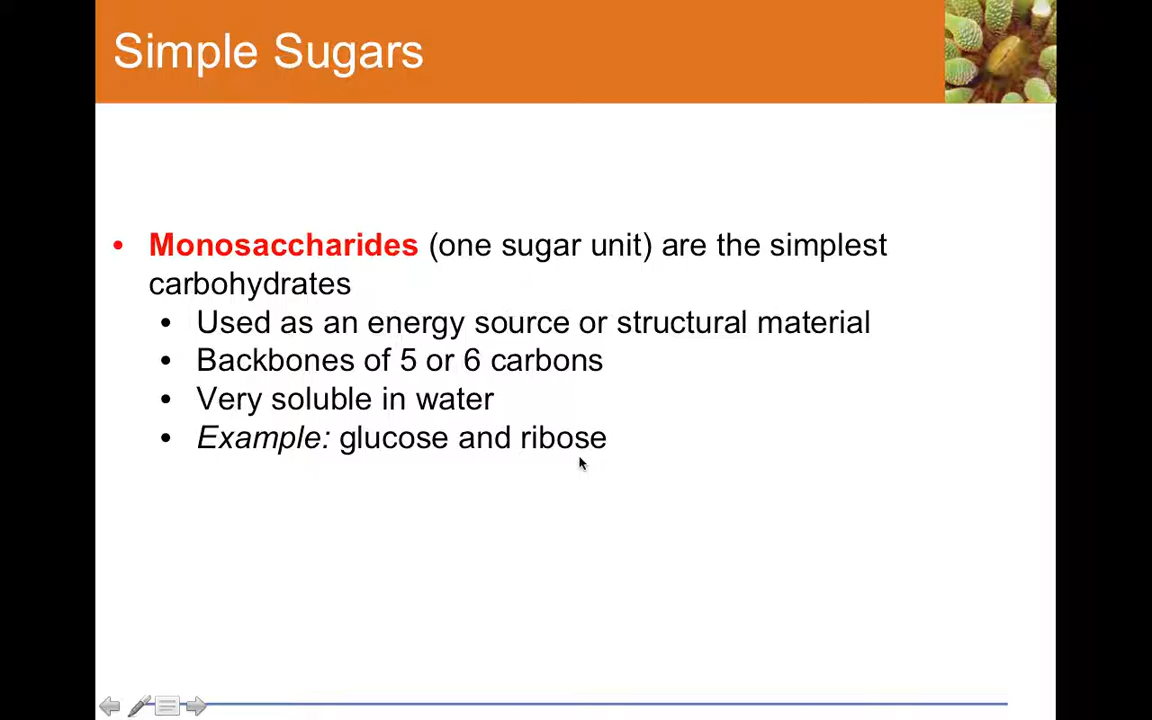 Simple Sugars
• Monosaccharides (one sugar unit) are the simplest
carbohydrates
• Used as an energy source or structural material
• Backbones of 5 or 6 carbons
• Very soluble in water
• Example: glucose and ribose